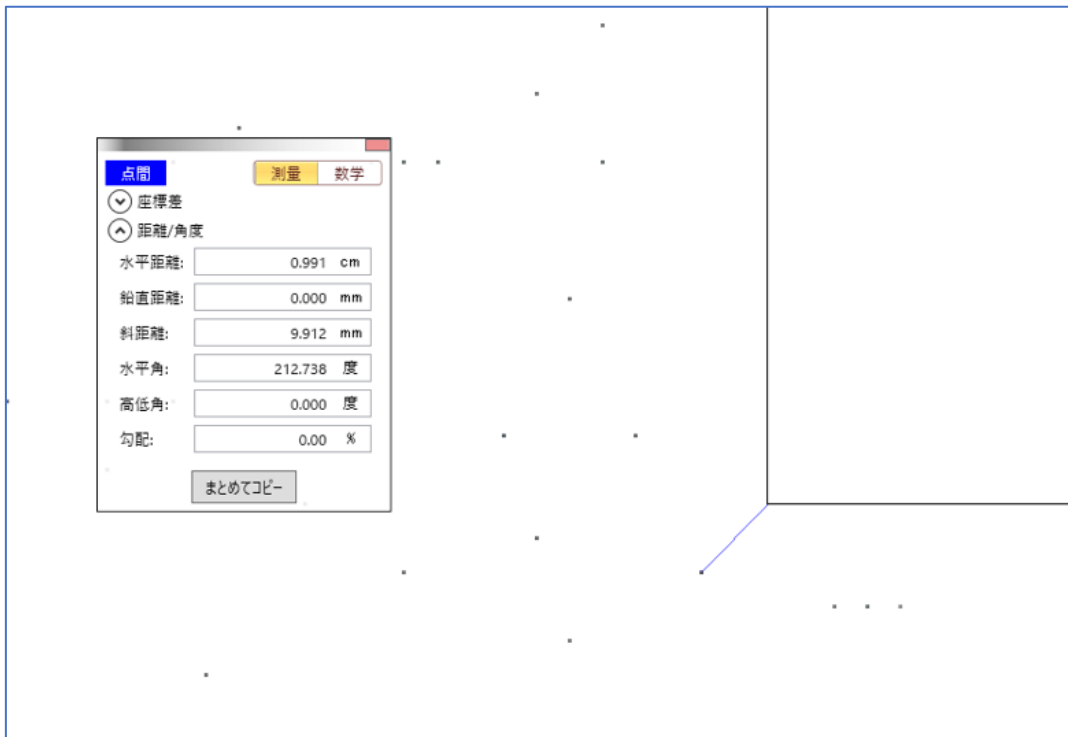 点間 測量 数学
座標差
距離/角度
水平距離: 0.991 cm
鉛直距離: 0.000 mm
斜距離: 9.912 mm
水平角: 212.738 度
高低角: 0.000 度
勾配: 0.00 %
まとめてコピー